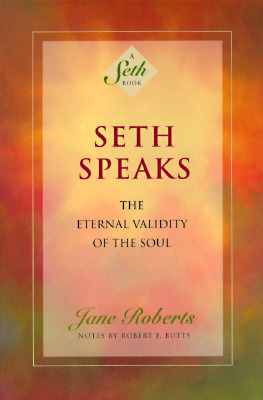 A
Seth
BOOK
SETH
SPEAKS
THE
ETERNAL VALIDITY
OF THE SOUL
Jane Roberts
NOTES BY ROBERT F. BUTTS